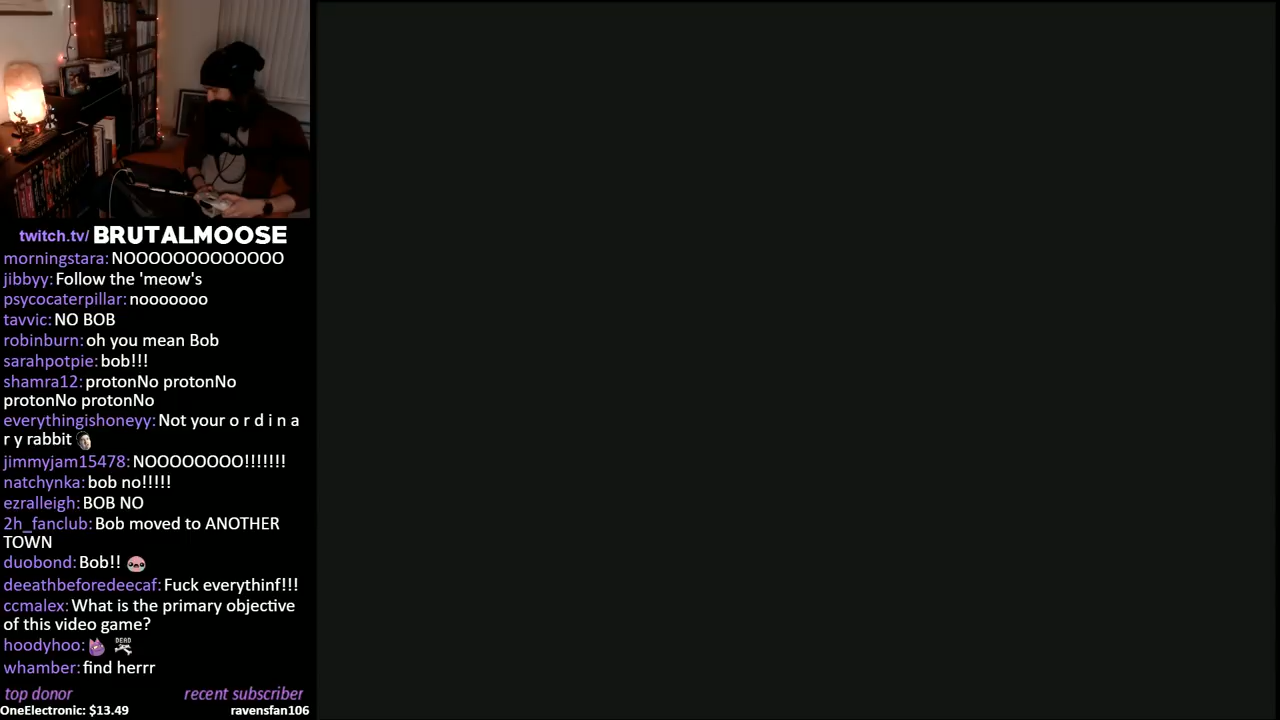 twitch.tv/ BRUTALMOOSE
morningstara: NOOOOOOOOOOOOO
jibbyy: Follow the 'meow's
psycocaterpillar: nooooooo
tavvic: NO BOB
robinburn: oh you mean Bob
sarahpotpie: bob!!!
shamra12: protonNo protonNo
protonNo protonNo
everythingishoneyy: Not your o r d i n a
r y rabbit
jimmyjam15478: NOOOOOOOO!!!!!!!
natchynka: bob no!!!!!
ezralleigh: BOB NO
2h_fanclub: Bob moved to ANOTHER
TOWN
duobond: Bob!!
deeathbeforedeecaf: Fuck everythinf!!!
ccmalex: What is the primary objective
of this video game?
hoodyhoo: DEAD
whamber: find herrr
top donor recent subscriber
OneElectronic: $13.49 ravensfan106